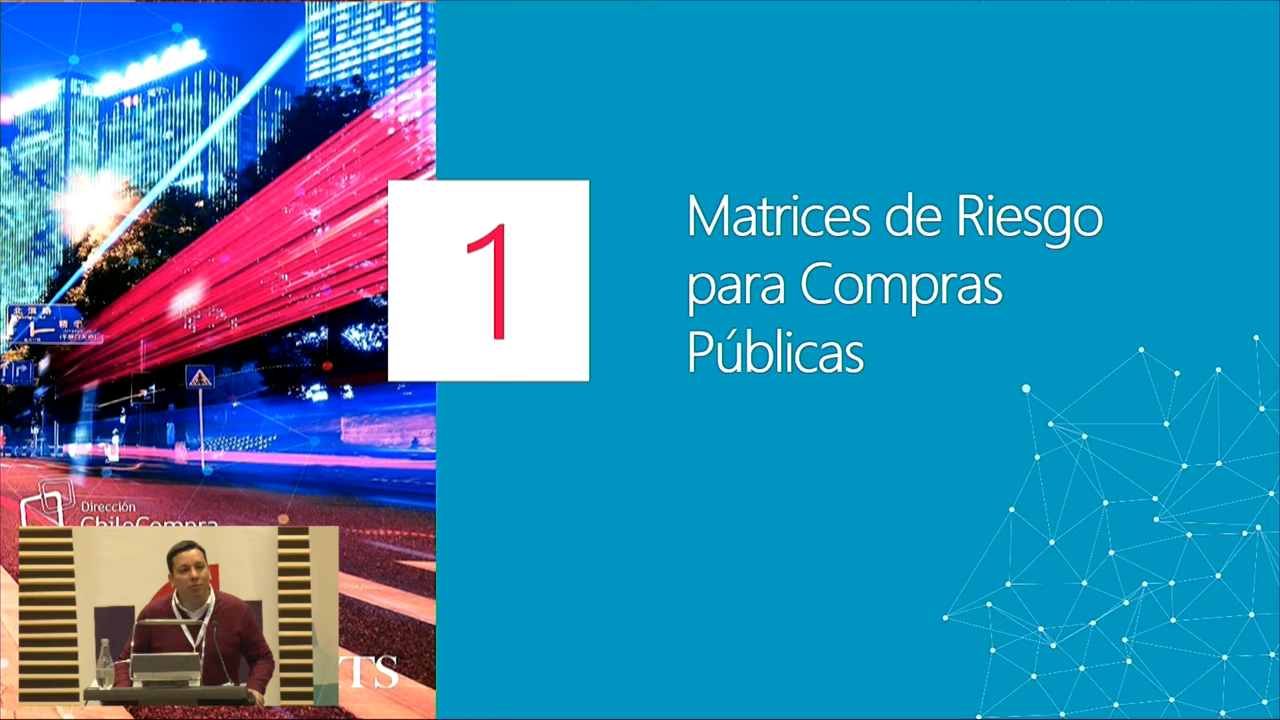 1
Matrices de Riesgo
para Compras
Públicas
Dirección
ChileCompra
TS